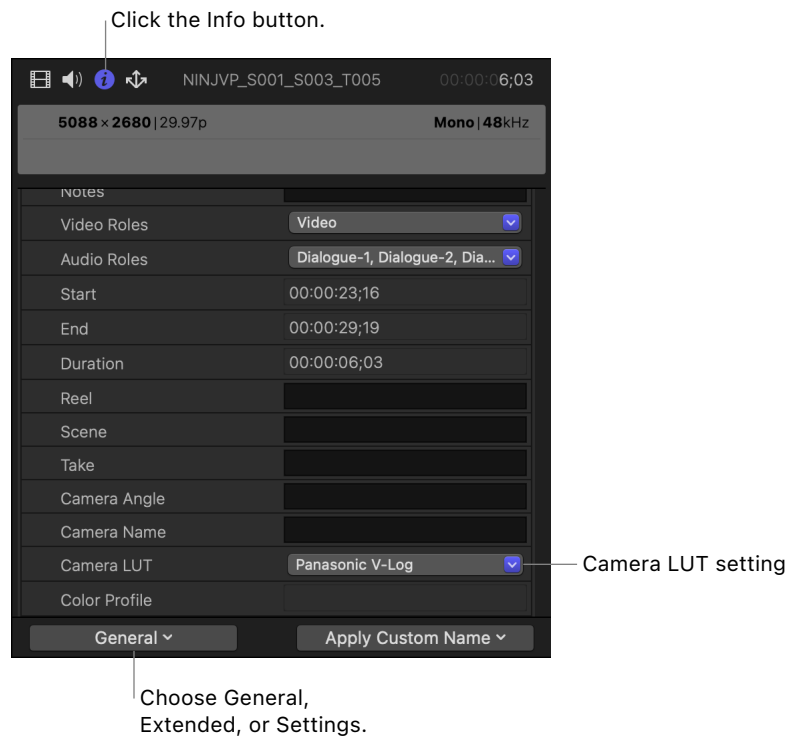 Click the Info button.
NINJVP_S001_S003_T005 00:00:06;03
5088 × 2680 | 29.97p Mono | 48kHz
Notes
Video Roles Video
Audio Roles Dialogue-1, Dialogue-2, Dia...
Start 00:00:23;16
End 00:00:29;19
Duration 00:00:06;03
Reel
Scene
Take
Camera Angle
Camera Name
Camera LUT Panasonic V-Log
Camera LUT setting
Color Profile
General Apply Custom Name
Choose General,
Extended, or Settings.